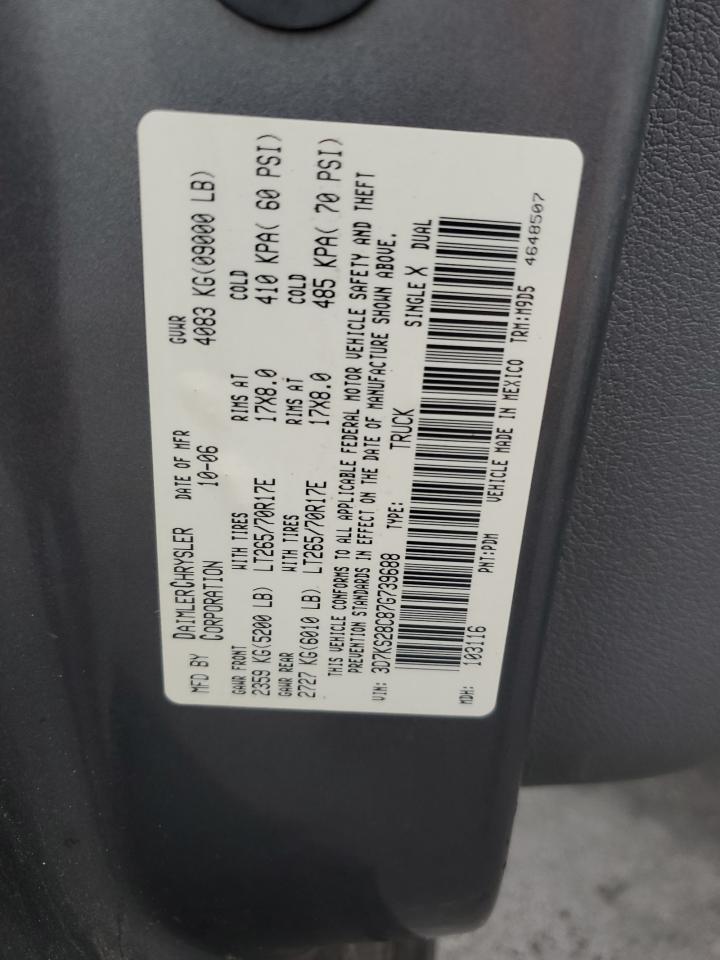 MFD BY DAIMLERCHRYSLER CORPORATION DATE OF MFR 10-06 GVWR 4083 KG(09000 LB)
GAWR FRONT WITH TIRES RIMS AT COLD
2359 KG(5200 LB) LT265/70R17E 17X8.0 410 KPA( 60 PSI)
GAWR REAR WITH TIRES RIMS AT COLD
2727 KG(6010 LB) LT265/70R17E 17X8.0 485 KPA( 70 PSI)
THIS VEHICLE CONFORMS TO ALL APPLICABLE FEDERAL MOTOR VEHICLE SAFETY AND THEFT
PREVENTION STANDARDS IN EFFECT ON THE DATE OF MANUFACTURE SHOWN ABOVE.
VIN: 3D7KS28C87G739688 TYPE: TRUCK SINGLE X DUAL
MDH: 103116 PNT:PDM VEHICLE MADE IN MEXICO TRM:M9D5
4648507